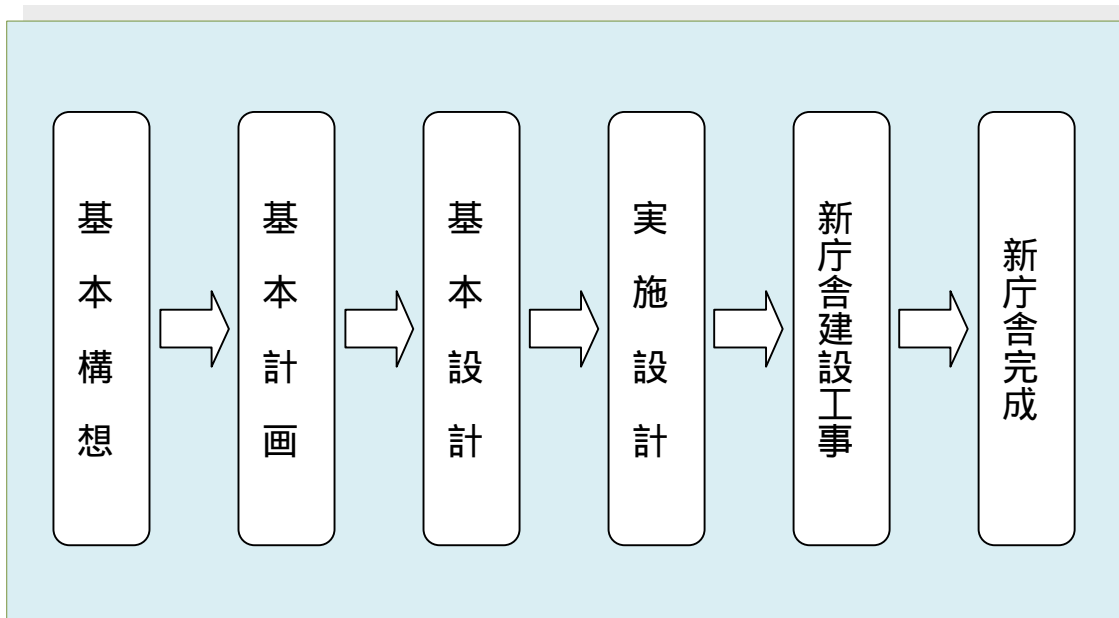 基本構想
基本計画
基本設計
実施設計
新庁舎建設工事
新庁舎完成